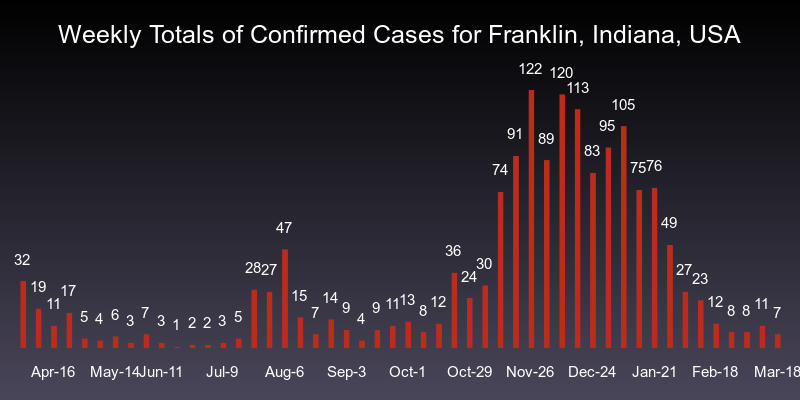 Weekly Totals of Confirmed Cases for Franklin, Indiana, USA
32 19 11 17 5 4 6 3 7 3 1 2 2 3 5 28 27 47 15 7 14 9 4 9 11 13 8 12 36 24 30 74 91 122 89 120 113 83 95 105 75 76 49 27 23 12 8 8 11 7
Apr-16 May-14 Jun-11 Jul-9 Aug-6 Sep-3 Oct-1 Oct-29 Nov-26 Dec-24 Jan-21 Feb-18 Mar-18